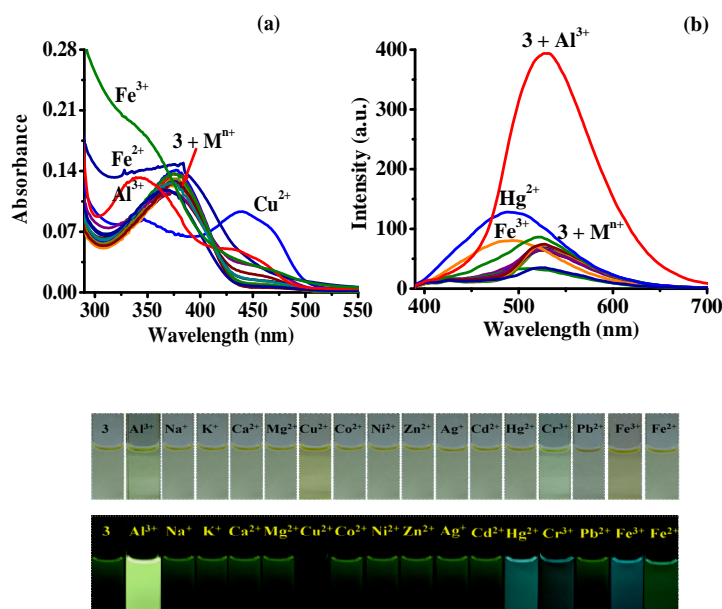 (a)
0.28
0.21
0.14
0.07
0.00
Absorbance
Fe³⁺
3 + Mⁿ⁺
Fe²⁺
Al³⁺
Cu²⁺
300 350 400 450 500 550
Wavelength (nm)
(b)
400
300
200
100
0
Intensity (a.u.)
3 + Al³⁺
Hg²⁺
Fe³⁺
3 + Mⁿ⁺
400 500 600 700
Wavelength (nm)
3 Al³⁺ Na⁺ K⁺ Ca²⁺ Mg²⁺ Cu²⁺ Co²⁺ Ni²⁺ Zn²⁺ Ag⁺ Cd²⁺ Hg²⁺ Cr³⁺ Pb²⁺ Fe³⁺ Fe²⁺
3 Al³⁺ Na⁺ K⁺ Ca²⁺ Mg²⁺ Cu²⁺ Co²⁺ Ni²⁺ Zn²⁺ Ag⁺ Cd²⁺ Hg²⁺ Cr³⁺ Pb²⁺ Fe³⁺ Fe²⁺